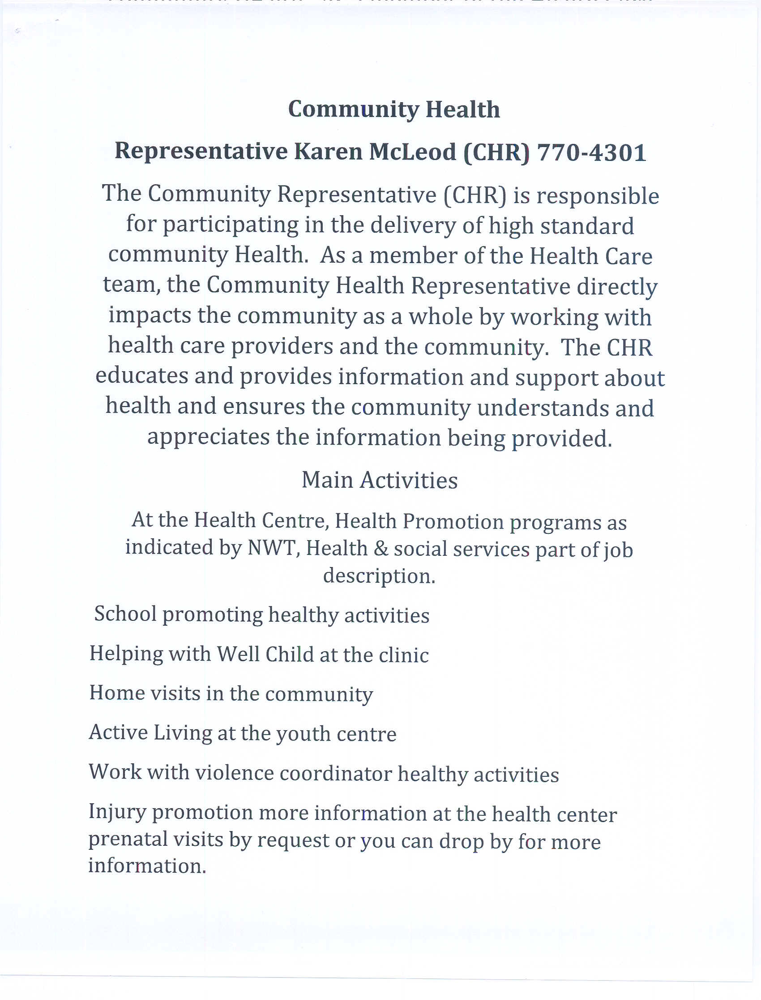 Community Health
Representative Karen McLeod (CHR) 770-4301
The Community Representative (CHR) is responsible
for participating in the delivery of high standard
community Health.  As a member of the Health Care
team, the Community Health Representative directly
impacts the community as a whole by working with
health care providers and the community.  The CHR
educates and provides information and support about
health and ensures the community understands and
appreciates the information being provided.
Main Activities
At the Health Centre, Health Promotion programs as
indicated by NWT, Health & social services part of job
description.
School promoting healthy activities
Helping with Well Child at the clinic
Home visits in the community
Active Living at the youth centre
Work with violence coordinator healthy activities
Injury promotion more information at the health center
prenatal visits by request or you can drop by for more
information.